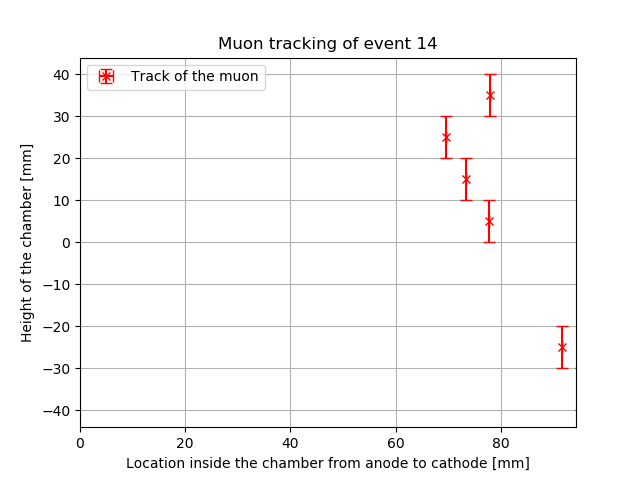 Muon tracking of event 14
Track of the muon
40
30
20
10
0
−10
−20
−30
−40
Height of the chamber [mm]
0 20 40 60 80
Location inside the chamber from anode to cathode [mm]